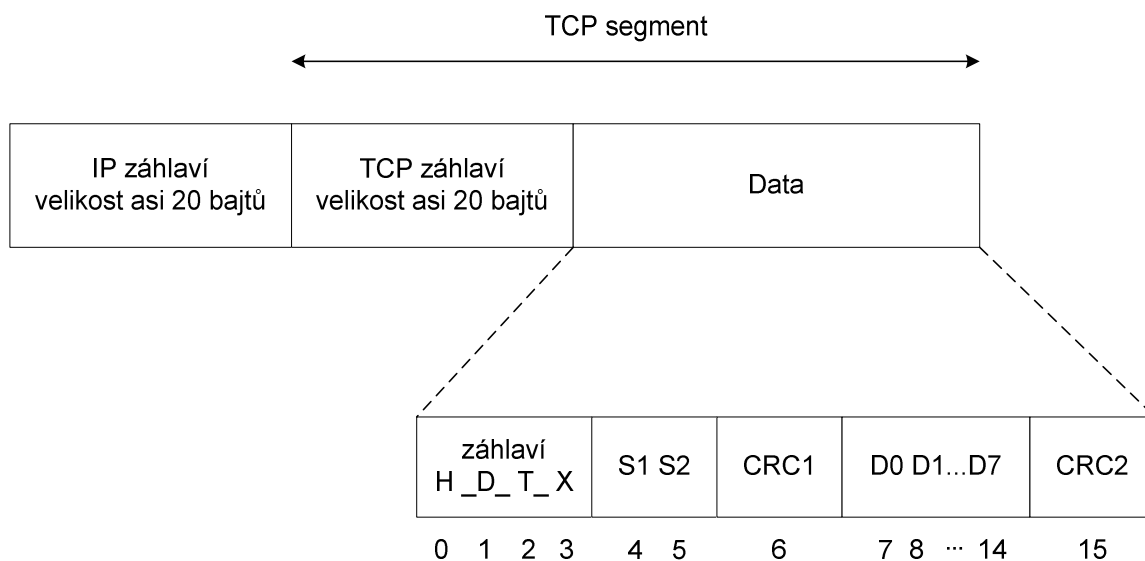 TCP segment
IP záhlaví
velikost asi 20 bajtů
TCP záhlaví
velikost asi 20 bajtů
Data
záhlaví
H _D_ T_ X
S1 S2
CRC1
D0 D1...D7
CRC2
0 1 2 3 4 5 6 7 8 ... 14 15